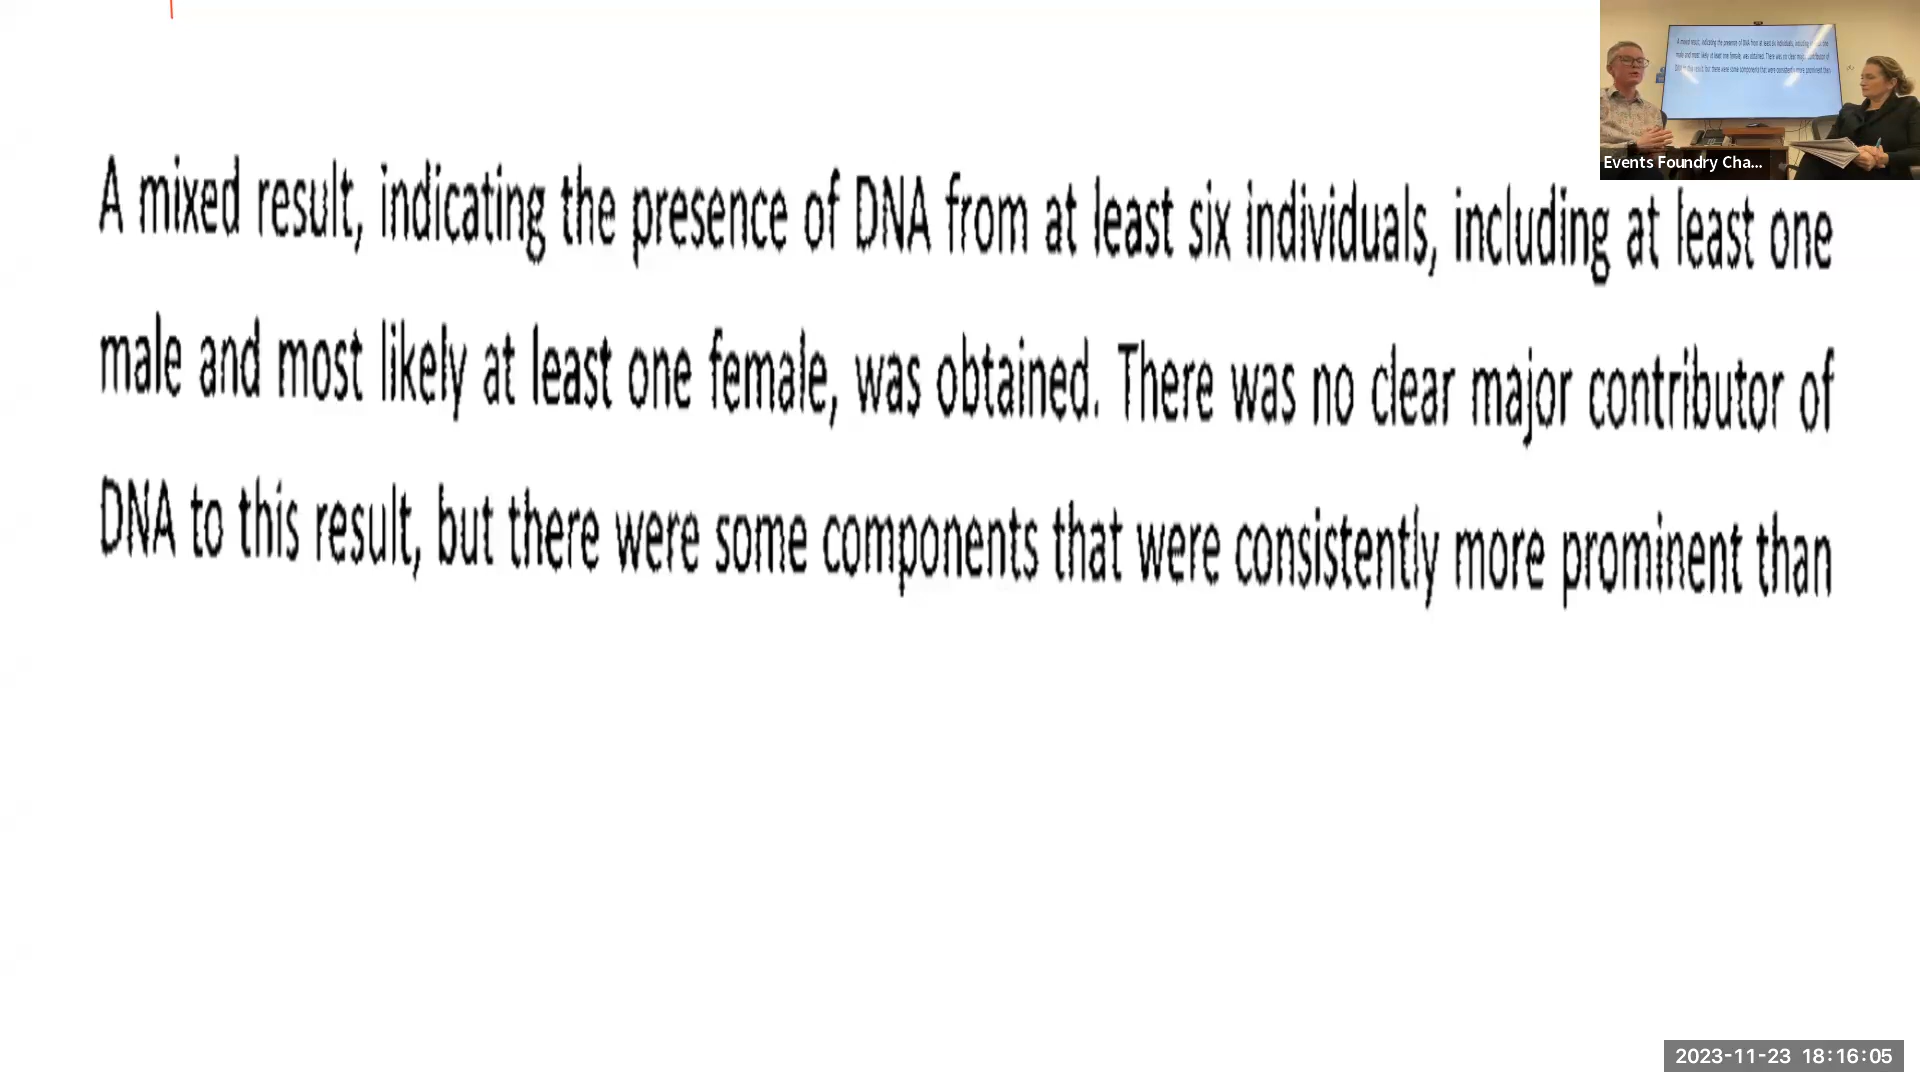 A mixed result, indicating the presence of DNA from at least six individuals, including at least one
male and most likely at least one female, was obtained. There was no clear major contributor of
DNA to this result, but there were some components that were consistently more prominent than
Events Foundry Cha...
2023-11-23 18:16:05